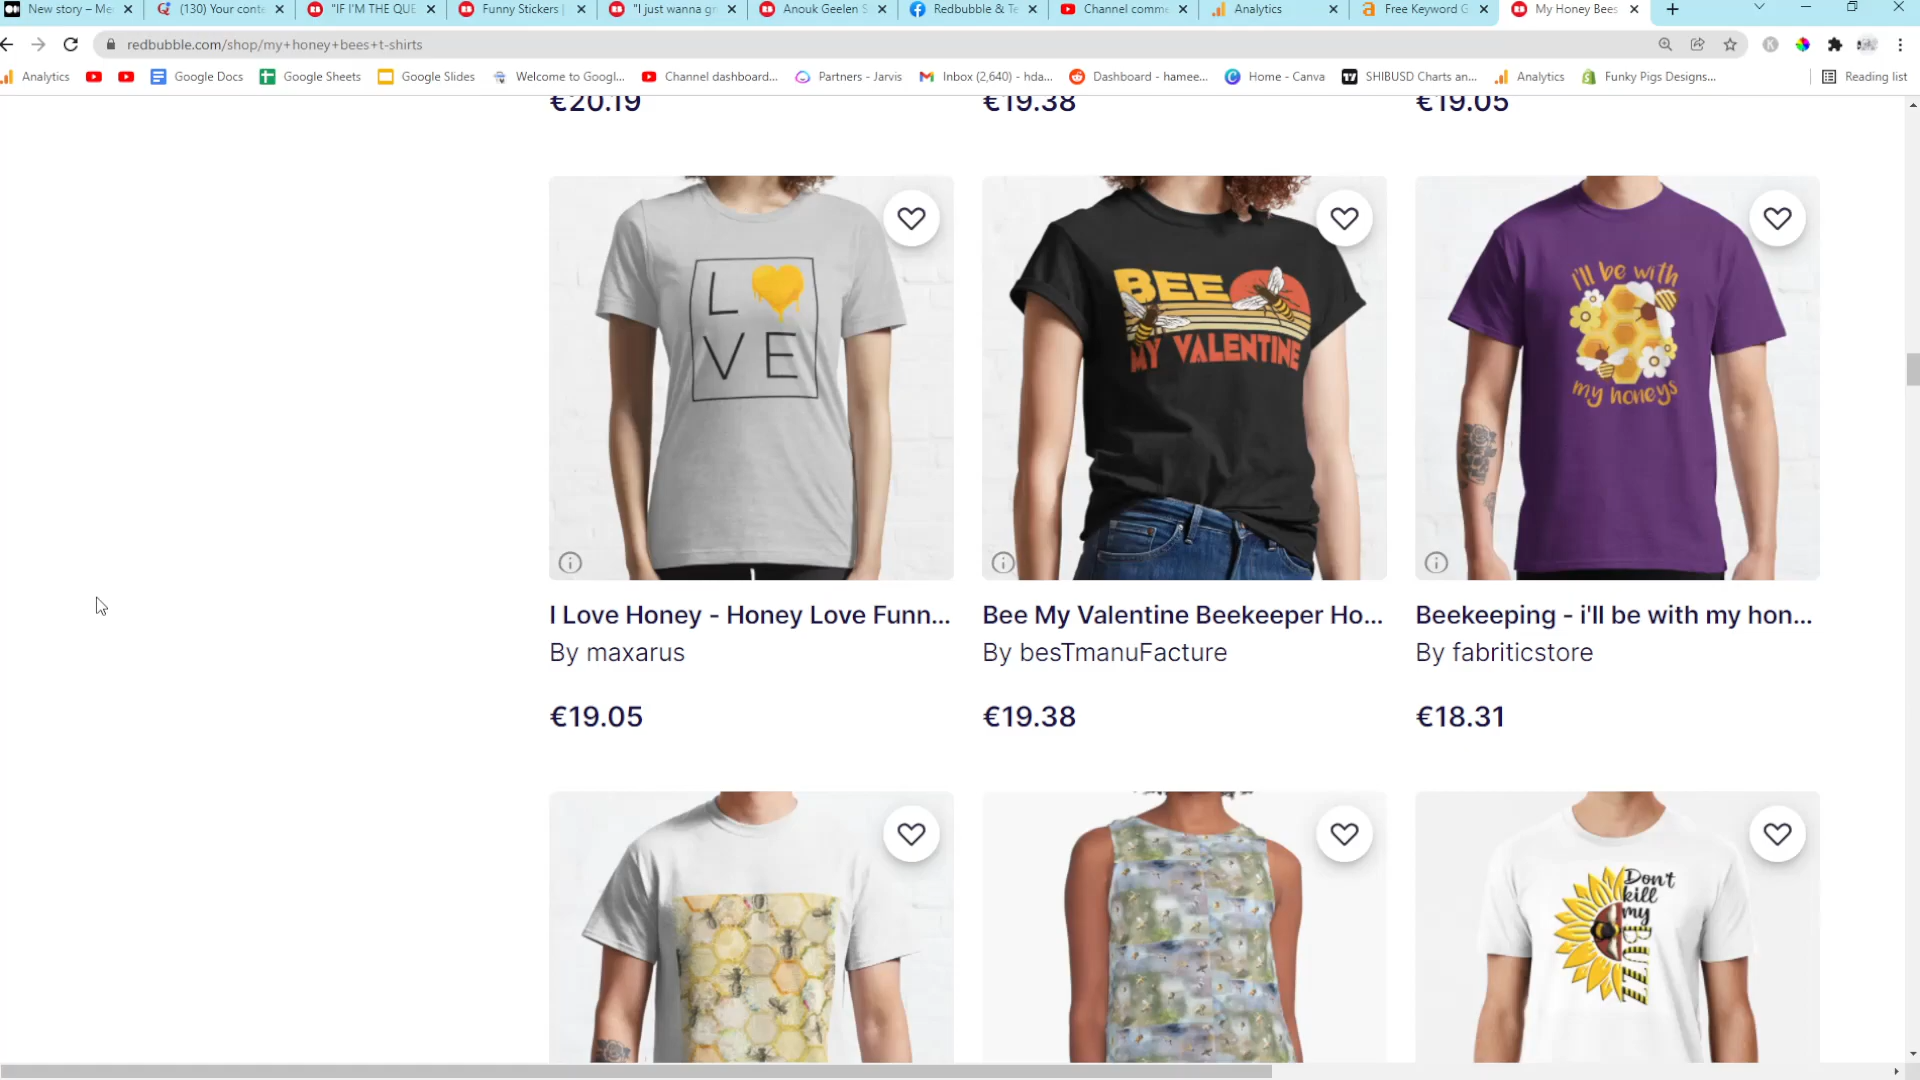 New story – Me
(130) Your conte
"IF I'M THE QUE
Funny Stickers |
"I just wanna gr
Anouk Geelen S
Redbubble & Te
Channel comme
Analytics
Free Keyword G
My Honey Bees
redbubble.com/shop/my+honey+bees+t-shirts
Analytics
Google Docs
Google Sheets
Google Slides
Welcome to Googl...
Channel dashboard...
Partners - Jarvis
Inbox (2,640) - hda...
Dashboard - hamee...
Home - Canva
SHIBUSD Charts an...
Analytics
Funky Pigs Designs...
Reading list
€20.19
€19.38
€19.05
L
VE
BEE
MY VALENTINE
i'll be with
my honeys
I Love Honey - Honey Love Funn...
By maxarus
€19.05
Bee My Valentine Beekeeper Ho...
By besTmanuFacture
€19.38
Beekeeping - i'll be with my hon...
By fabriticstore
€18.31
Don't
kill
my
BUZZ